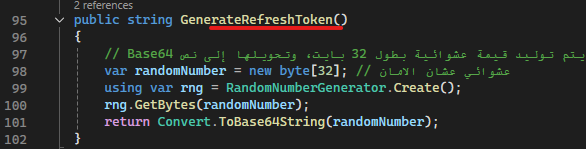 2 references
95 public string GenerateRefreshToken()
96 {
97 // Base64 يتم توليد قيمة عشوائية بطول 32 بايت، وتحويلها إلى نص
98 var randomNumber = new byte[32]; // عشوائي عشان الامان
99 using var rng = RandomNumberGenerator.Create();
100 rng.GetBytes(randomNumber);
101 return Convert.ToBase64String(randomNumber);
102 }